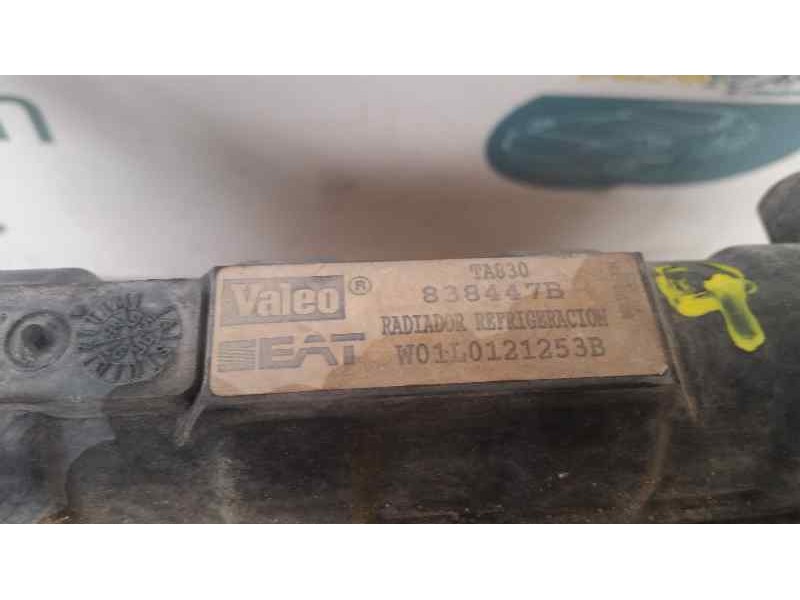 TA830
Valeo®
838447B
RADIADOR REFRIGERACION
SEAT
W01L0121253B